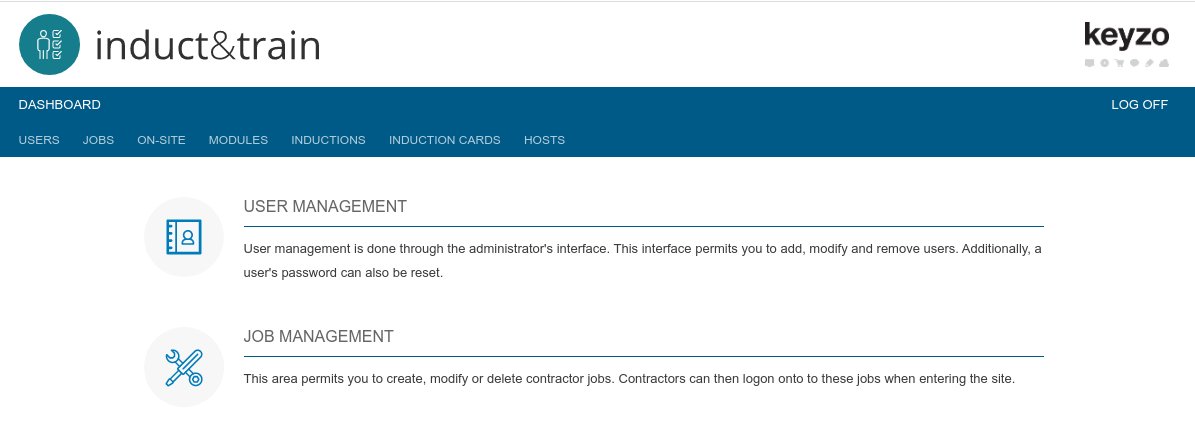 induct&train
keyzo
DASHBOARD
LOG OFF
USERS JOBS ON-SITE MODULES INDUCTIONS INDUCTION CARDS HOSTS
USER MANAGEMENT
User management is done through the administrator's interface. This interface permits you to add, modify and remove users. Additionally, a
user's password can also be reset.
JOB MANAGEMENT
This area permits you to create, modify or delete contractor jobs. Contractors can then logon onto to these jobs when entering the site.